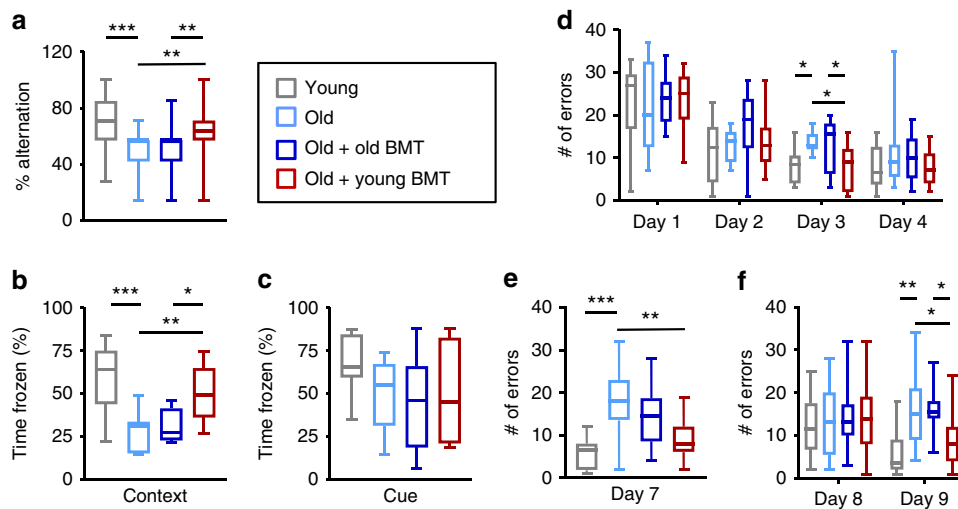 a
*** **
**
% alternation
120
80
40
0
Young
Old
Old + old BMT
Old + young BMT
d
# of errors
40
30
20
10
0
* *
*
Day 1 Day 2 Day 3 Day 4
b
Time frozen (%)
100
75
50
25
0
*** *
**
Context
c
Time frozen (%)
100
75
50
25
0
Cue
e
# of errors
40
30
20
10
0
*** **
Day 7
f
# of errors
40
30
20
10
0
** *
*
Day 8 Day 9